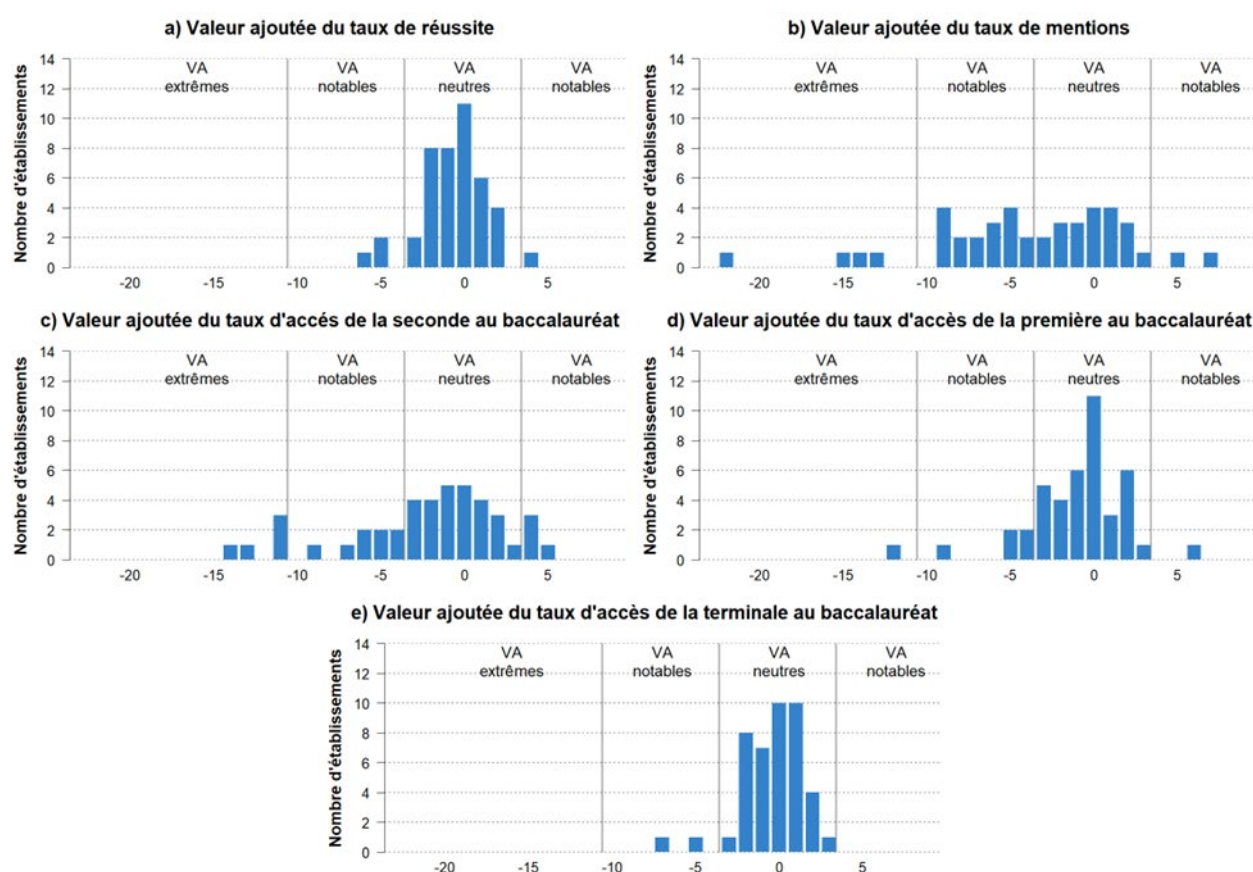 a) Valeur ajoutée du taux de réussite
Nombre d'établissements
14
12
10
8
6
4
2
0
VA
extrêmes
VA
notables
VA
neutres
VA
notables
-20
-15
-10
-5
0
5
b) Valeur ajoutée du taux de mentions
Nombre d'établissements
14
12
10
8
6
4
2
0
VA
extrêmes
VA
notables
VA
neutres
VA
notables
-20
-15
-10
-5
0
5
c) Valeur ajoutée du taux d'accés de la seconde au baccalauréat
Nombre d'établissements
14
12
10
8
6
4
2
0
VA
extrêmes
VA
notables
VA
neutres
VA
notables
-20
-15
-10
-5
0
5
d) Valeur ajoutée du taux d'accès de la première au baccalauréat
Nombre d'établissements
14
12
10
8
6
4
2
0
VA
extrêmes
VA
notables
VA
neutres
VA
notables
-20
-15
-10
-5
0
5
e) Valeur ajoutée du taux d'accès de la terminale au baccalauréat
Nombre d'établissements
14
12
10
8
6
4
2
0
VA
extrêmes
VA
notables
VA
neutres
VA
notables
-20
-15
-10
-5
0
5